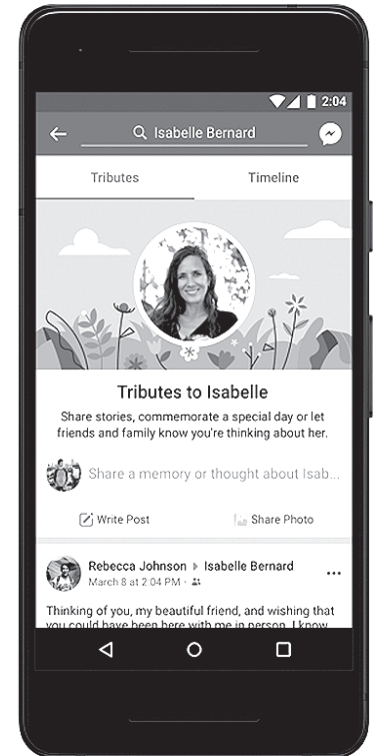 2:04
Isabelle Bernard
Tributes
Timeline
Tributes to Isabelle
Share stories, commemorate a special day or let
friends and family know you're thinking about her.
Share a memory or thought about Isab...
Write Post
Share Photo
Rebecca Johnson ▸ Isabelle Bernard
March 8 at 2:04 PM ·
Thinking of you, my beautiful friend, and wishing that
you could have been here with me in person. I know